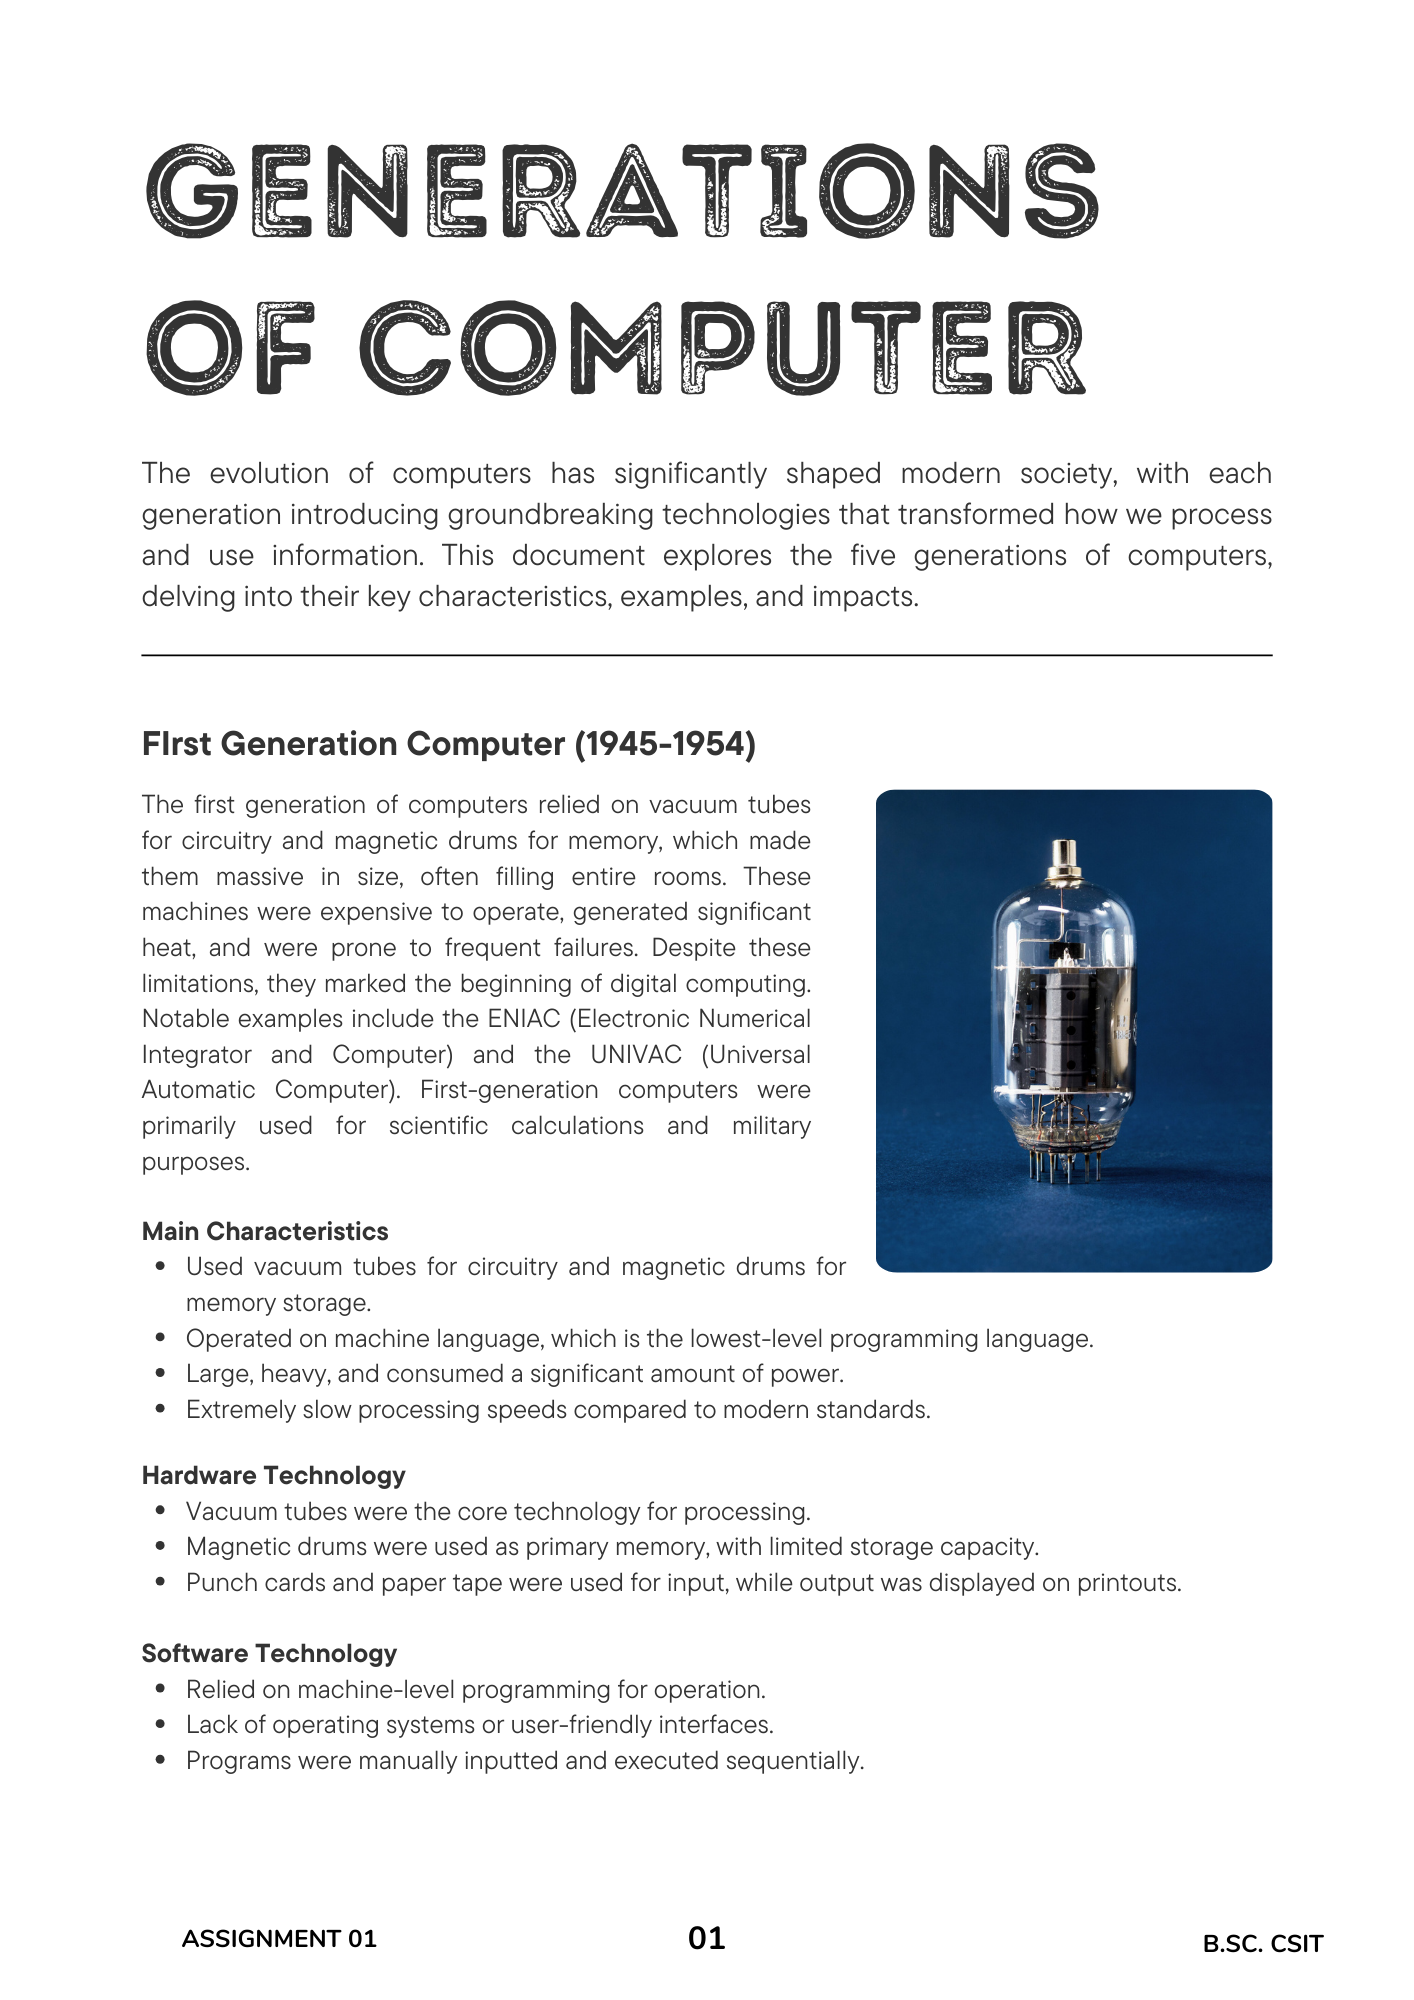 GENERATIONS
OF COMPUTER
The evolution of computers has significantly shaped modern society, with each
generation introducing groundbreaking technologies that transformed how we process
and use information. This document explores the five generations of computers,
delving into their key characteristics, examples, and impacts.
FIrst Generation Computer (1945-1954)
The first generation of computers relied on vacuum tubes
for circuitry and magnetic drums for memory, which made
them massive in size, often filling entire rooms. These
machines were expensive to operate, generated significant
heat, and were prone to frequent failures. Despite these
limitations, they marked the beginning of digital computing.
Notable examples include the ENIAC (Electronic Numerical
Integrator and Computer) and the UNIVAC (Universal
Automatic Computer). First-generation computers were
primarily used for scientific calculations and military
purposes.
Main Characteristics
• Used vacuum tubes for circuitry and magnetic drums for
memory storage.
• Operated on machine language, which is the lowest-level programming language.
• Large, heavy, and consumed a significant amount of power.
• Extremely slow processing speeds compared to modern standards.
Hardware Technology
• Vacuum tubes were the core technology for processing.
• Magnetic drums were used as primary memory, with limited storage capacity.
• Punch cards and paper tape were used for input, while output was displayed on printouts.
Software Technology
• Relied on machine-level programming for operation.
• Lack of operating systems or user-friendly interfaces.
• Programs were manually inputted and executed sequentially.
ASSIGNMENT 01
01
B.SC. CSIT